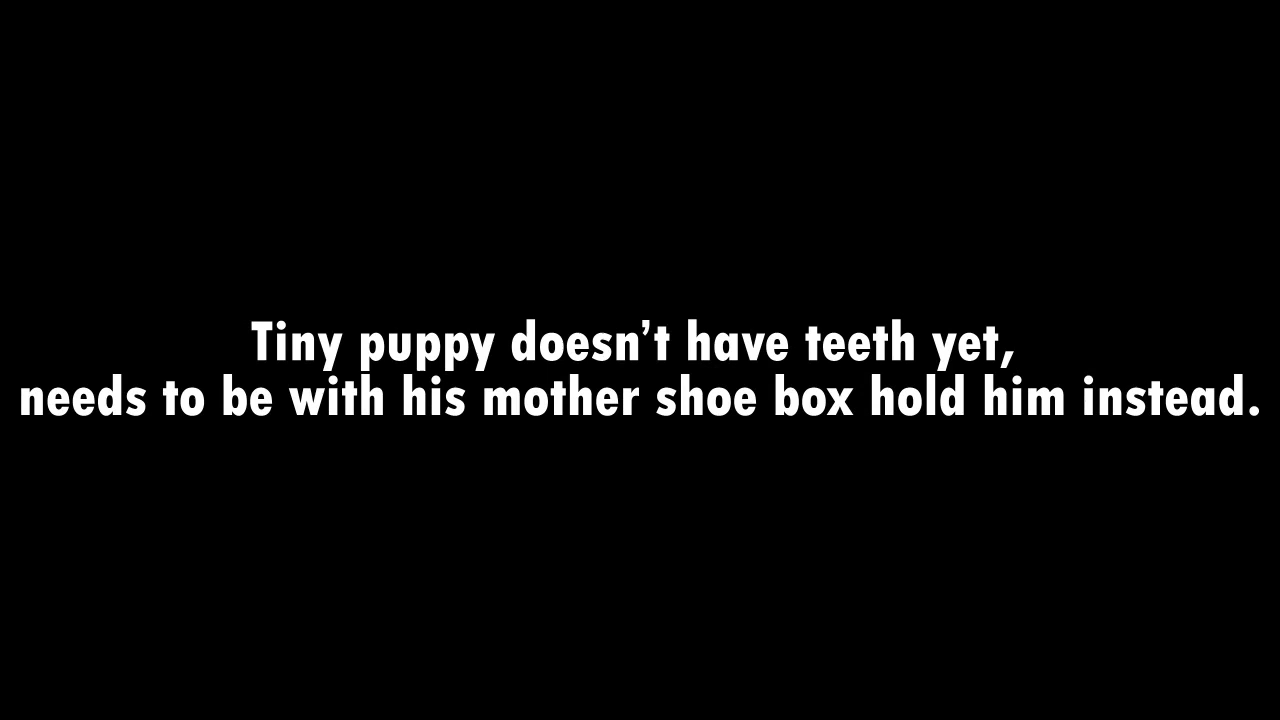 Tiny puppy doesn’t have teeth yet,
needs to be with his mother shoe box hold him instead.